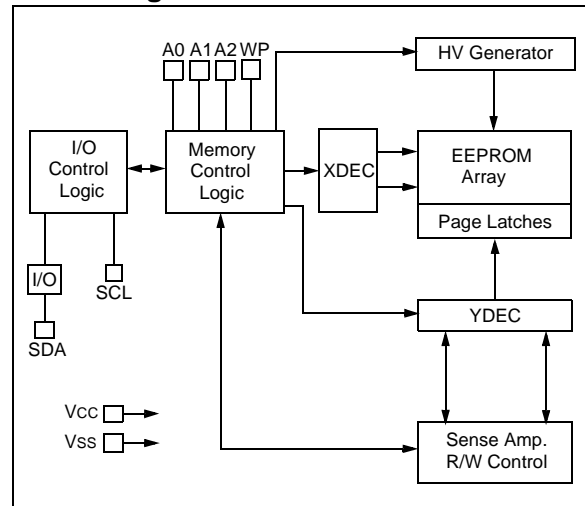 A0 A1 A2 WP
HV Generator
I/O
Control
Logic
Memory
Control
Logic
XDEC
EEPROM
Array
Page Latches
I/O
SCL
SDA
YDEC
Vcc
Vss
Sense Amp.
R/W Control